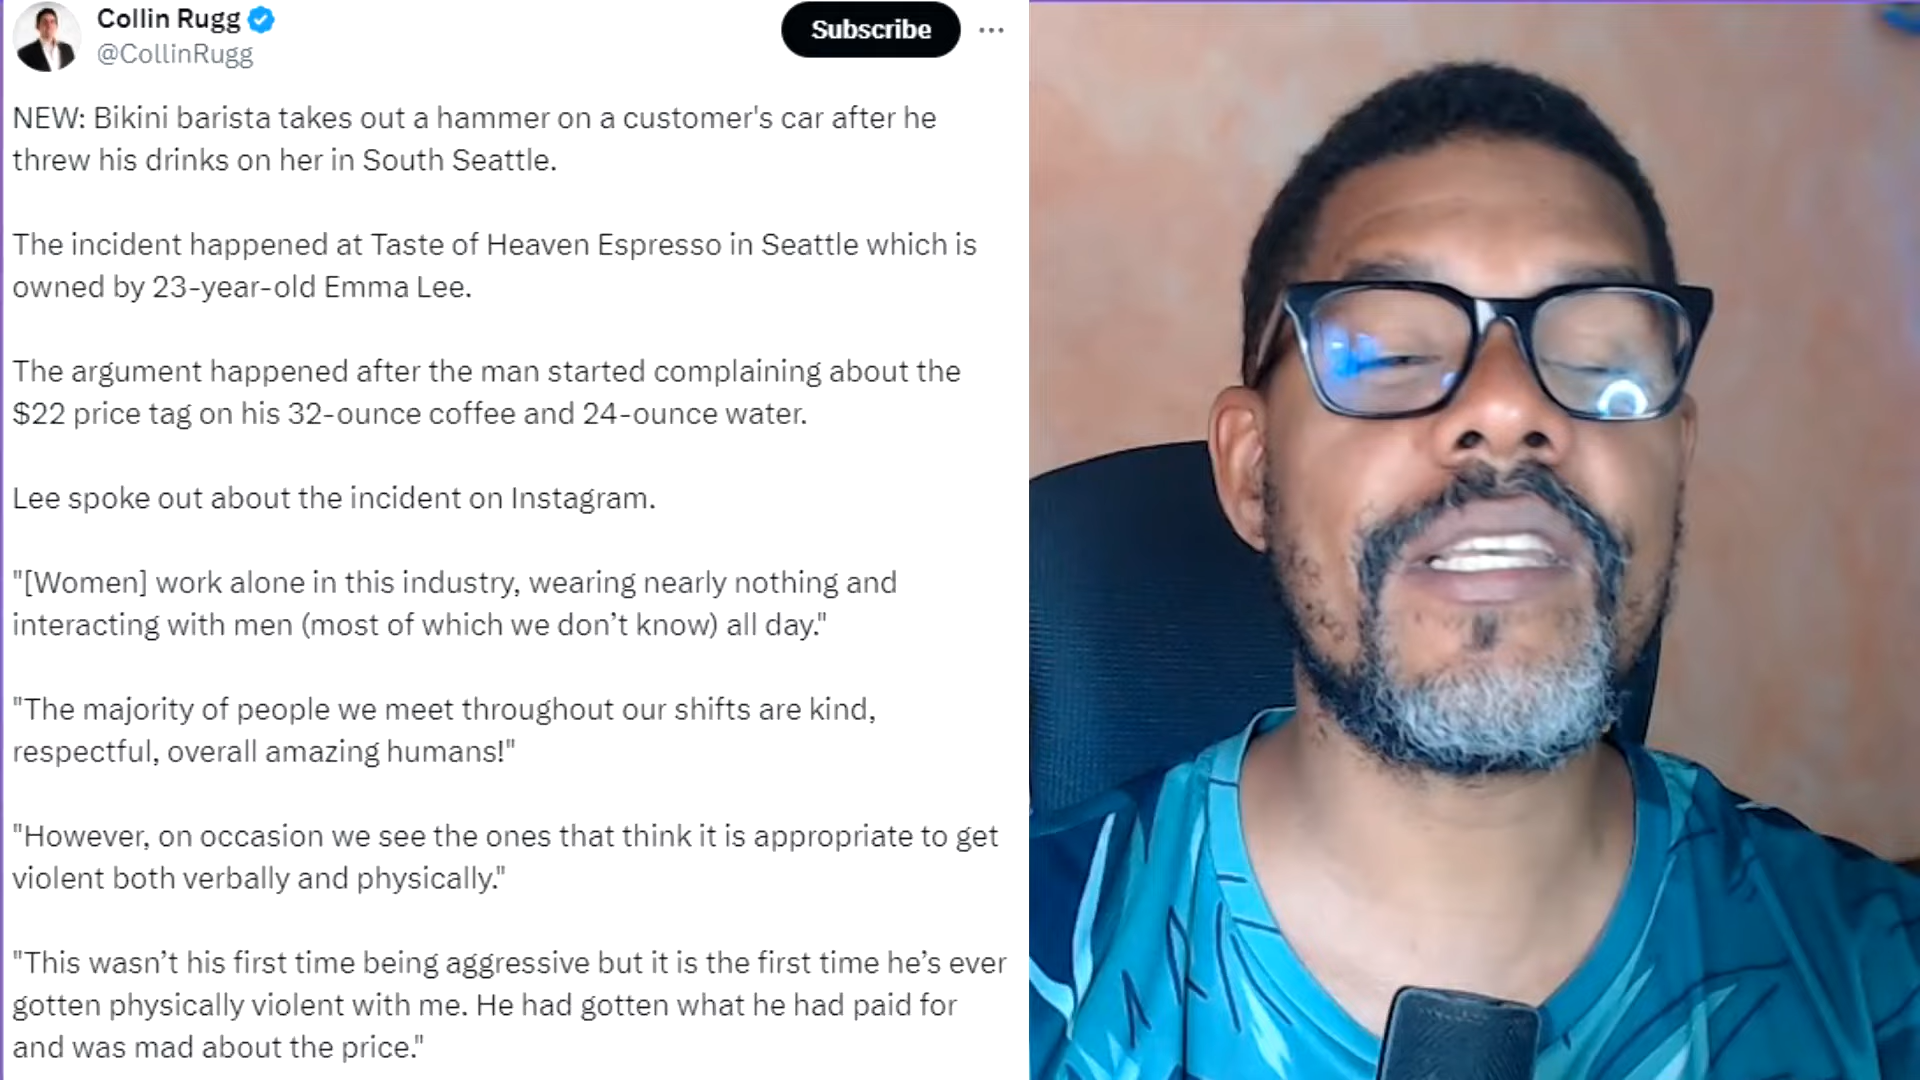 Collin Rugg
@CollinRugg
Subscribe
NEW: Bikini barista takes out a hammer on a customer's car after he
threw his drinks on her in South Seattle.
The incident happened at Taste of Heaven Espresso in Seattle which is
owned by 23-year-old Emma Lee.
The argument happened after the man started complaining about the
$22 price tag on his 32-ounce coffee and 24-ounce water.
Lee spoke out about the incident on Instagram.
"[Women] work alone in this industry, wearing nearly nothing and
interacting with men (most of which we don’t know) all day."
"The majority of people we meet throughout our shifts are kind,
respectful, overall amazing humans!"
"However, on occasion we see the ones that think it is appropriate to get
violent both verbally and physically."
"This wasn’t his first time being aggressive but it is the first time he’s ever
gotten physically violent with me. He had gotten what he had paid for
and was mad about the price."